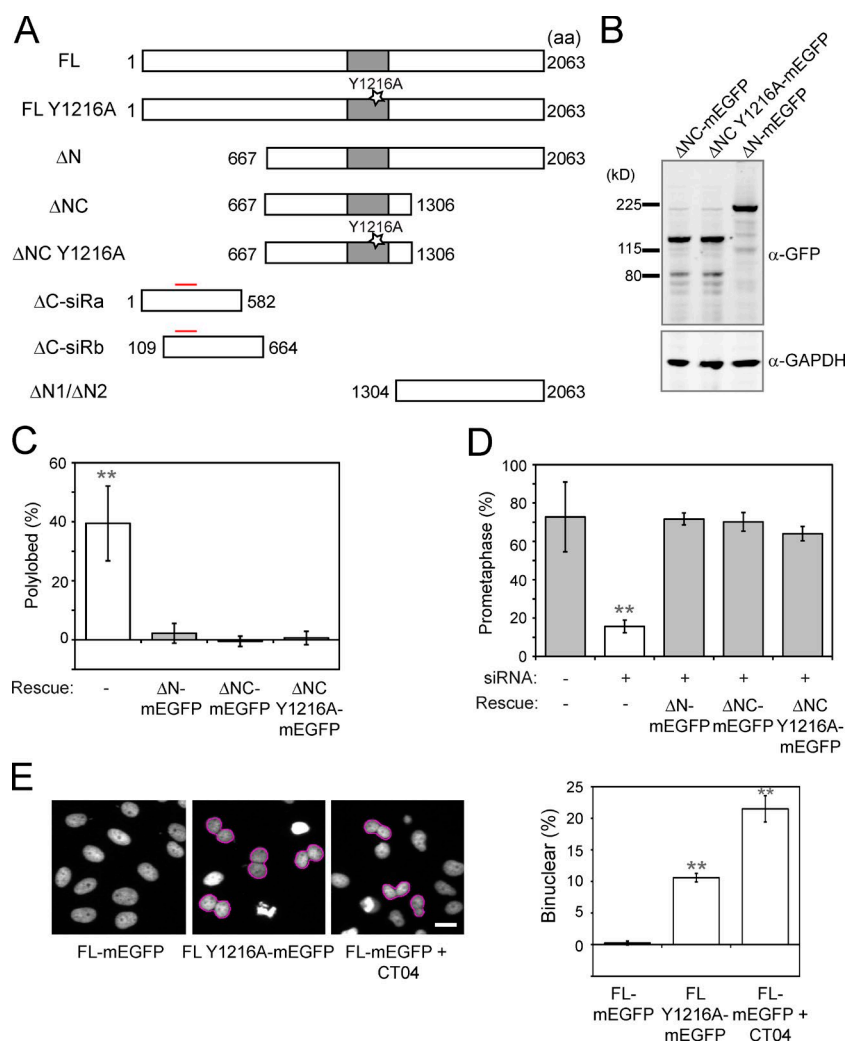 A
(aa)
FL 1 2063
Y1216A
FL Y1216A 1 2063
ΔN 667 2063
ΔNC 667 1306
Y1216A
ΔNC Y1216A 667 1306
ΔC-siRa 1 582
ΔC-siRb 109 664
ΔN1/ΔN2 1304 2063
B
ΔNC-mEGFP
ΔNC Y1216A-mEGFP
ΔN-mEGFP
(kD)
225
115
80
α-GFP
α-GAPDH
C
Polylobed (%)
60
40
20
0
**
Rescue: - ΔN-mEGFP ΔNC-mEGFP ΔNC Y1216A-mEGFP
D
Prometaphase (%)
100
80
60
40
20
0
**
siRNA: - + + + +
Rescue: - - ΔN-mEGFP ΔNC-mEGFP ΔNC Y1216A-mEGFP
E
FL-mEGFP
FL Y1216A-mEGFP
FL-mEGFP +
CT04
Binuclear (%)
25
20
15
10
5
0
**
**
FL-mEGFP
FL Y1216A-mEGFP
FL-mEGFP + CT04